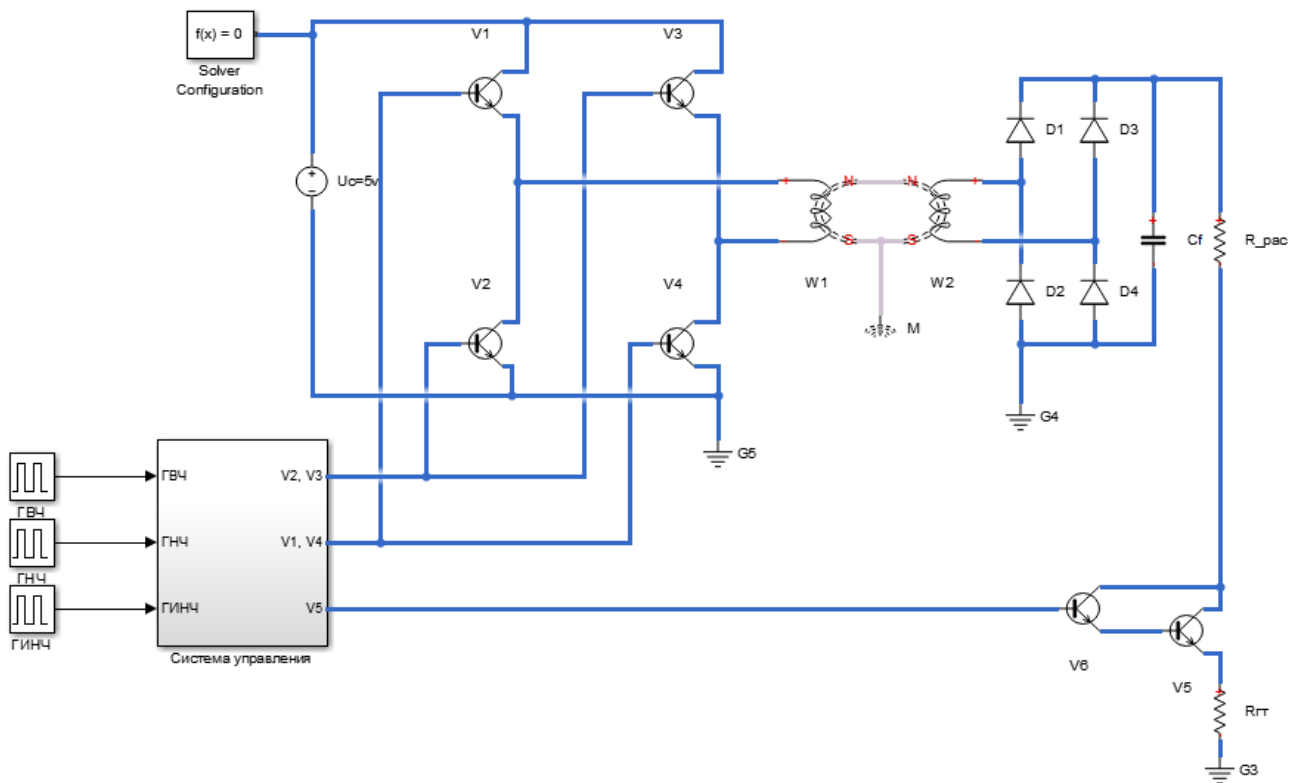 f(x) = 0
Solver
Configuration
V1
V3
Uc=5v
+
−
D1
D3
+
N
N
+
S
S
W1
W2
M
+
Cf
+
R_рас
V2
V4
D2
D4
G4
G5
ГВЧ
ГНЧ
ГИНЧ
ГВЧ
V2, V3
ГНЧ
V1, V4
ГИНЧ
V5
Система управления
V6
V5
+
Rгт
G3